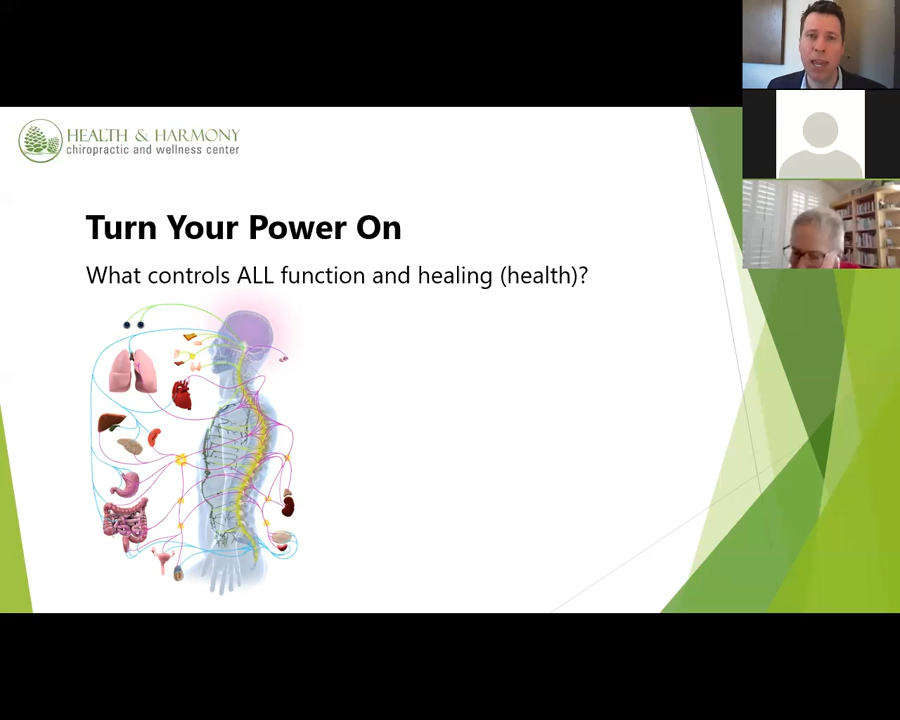 HEALTH & HARMONY
chiropractic and wellness center
Turn Your Power On
What controls ALL function and healing (health)?